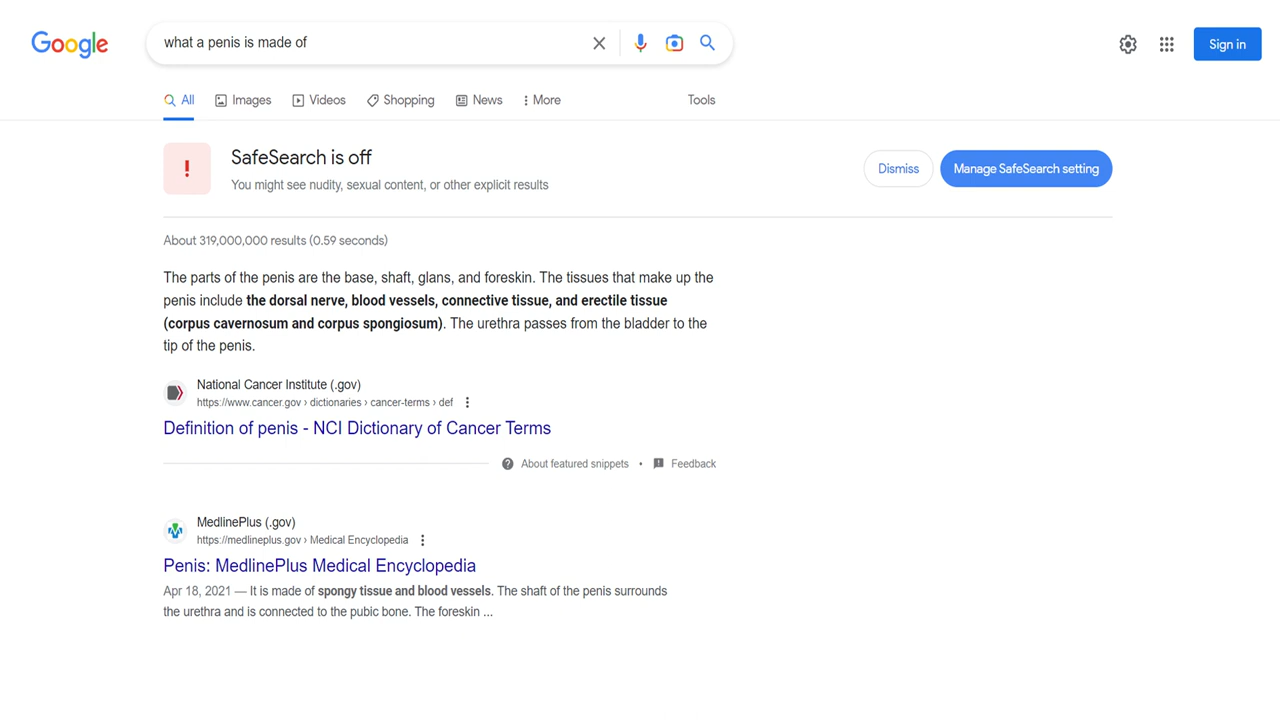 Google
what a penis is made of
Sign in
All Images Videos Shopping News More Tools
SafeSearch is off
You might see nudity, sexual content, or other explicit results
Dismiss Manage SafeSearch setting
About 319,000,000 results (0.59 seconds)
The parts of the penis are the base, shaft, glans, and foreskin. The tissues that make up the
penis include the dorsal nerve, blood vessels, connective tissue, and erectile tissue
(corpus cavernosum and corpus spongiosum). The urethra passes from the bladder to the
tip of the penis.
National Cancer Institute (.gov)
https://www.cancer.gov › dictionaries › cancer-terms › def
Definition of penis - NCI Dictionary of Cancer Terms
About featured snippets • Feedback
MedlinePlus (.gov)
https://medlineplus.gov › Medical Encyclopedia
Penis: MedlinePlus Medical Encyclopedia
Apr 18, 2021 — It is made of spongy tissue and blood vessels. The shaft of the penis surrounds
the urethra and is connected to the pubic bone. The foreskin ...